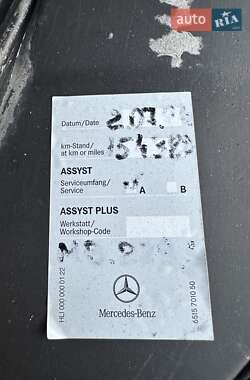 auto RIA
Datum/Date
km-Stand/
at km or miles
ASSYST
Serviceumfang/
Service
A B
ASSYST PLUS
Werkstatt/
Workshop-Code
Mercedes-Benz
HLI 000 000 01 22
6515 7010 50